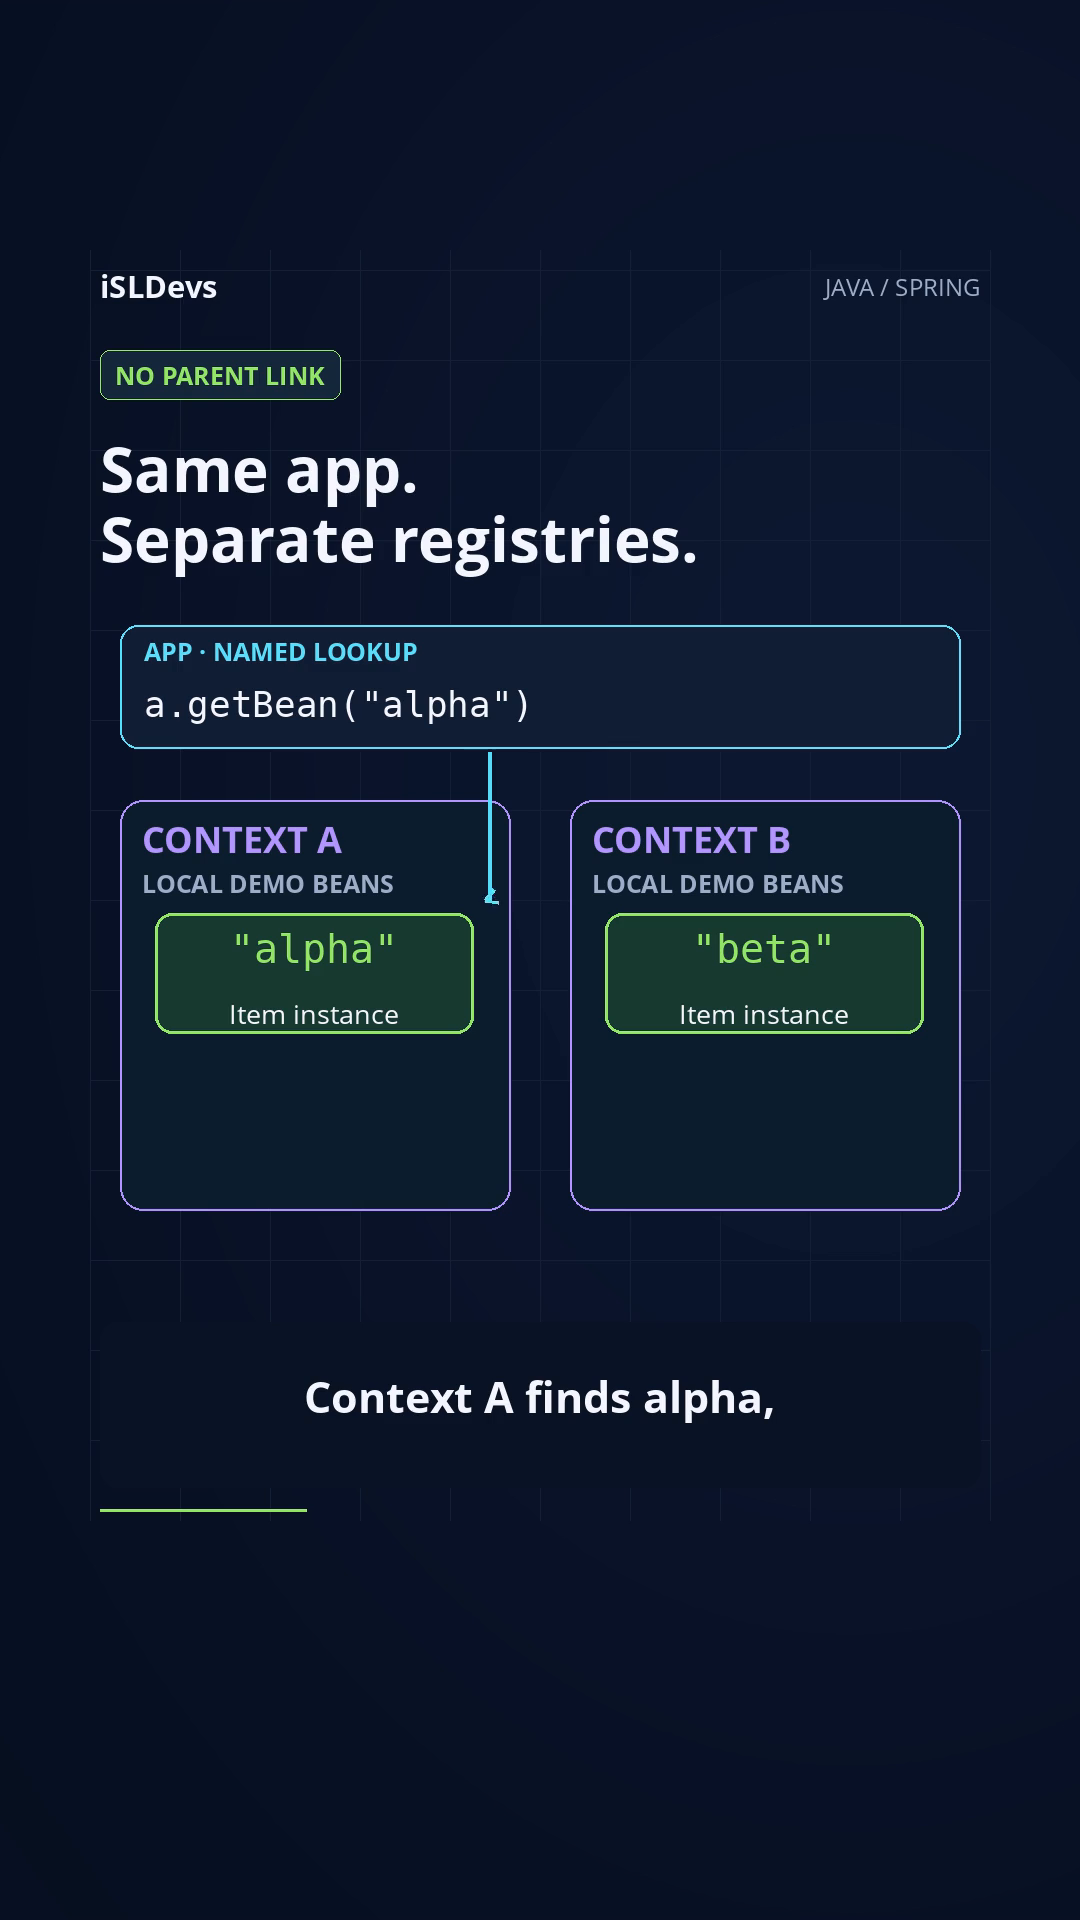 iSLDevs
JAVA / SPRING
NO PARENT LINK
Same app.
Separate registries.
APP · NAMED LOOKUP
a.getBean("alpha")
CONTEXT A
LOCAL DEMO BEANS
"alpha"
Item instance
CONTEXT B
LOCAL DEMO BEANS
"beta"
Item instance
Context A finds alpha,